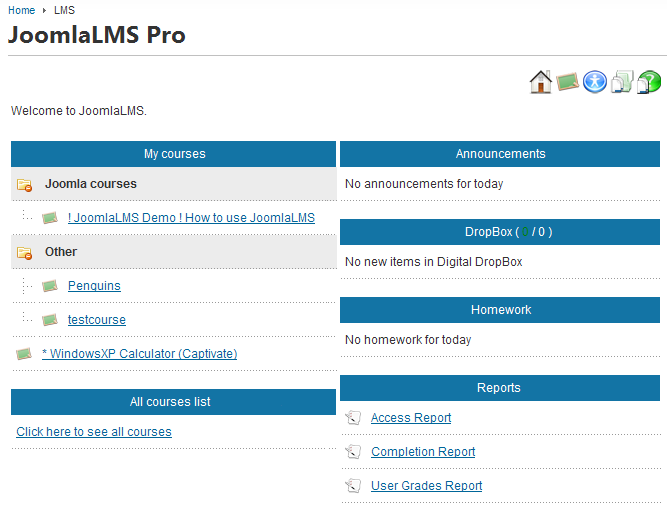 Home ▸ LMS
JoomlaLMS Pro
Welcome to JoomlaLMS.
My courses
Joomla courses
! JoomlaLMS Demo ! How to use JoomlaLMS
Other
Penguins
testcourse
* WindowsXP Calculator (Captivate)
All courses list
Click here to see all courses
Announcements
No announcements for today
DropBox ( 0 / 0 )
No new items in Digital DropBox
Homework
No homework for today
Reports
Access Report
Completion Report
User Grades Report